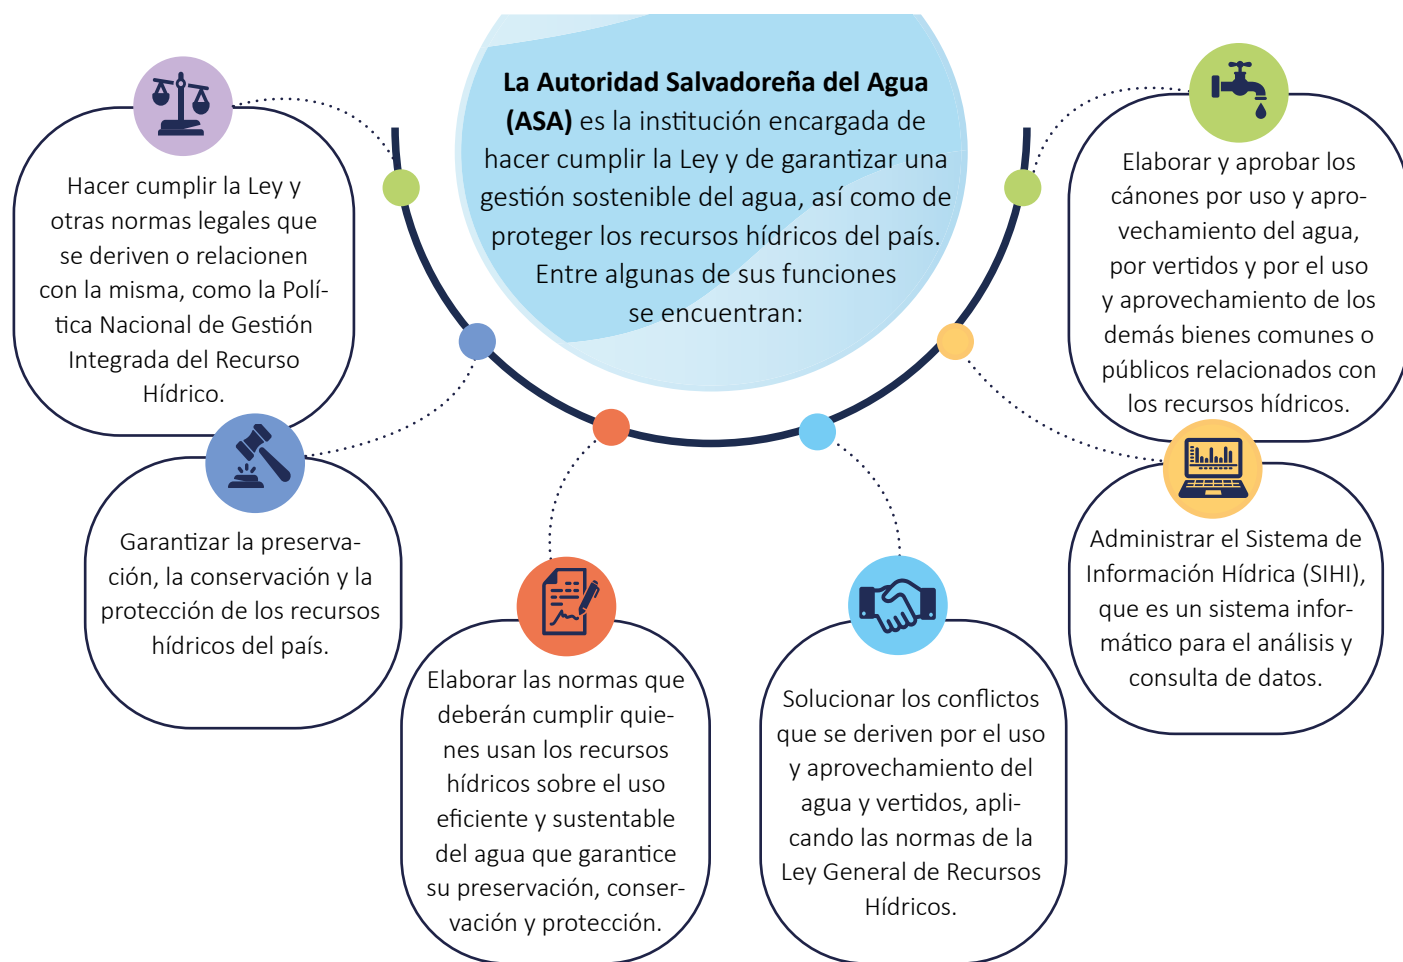 La Autoridad Salvadoreña del Agua
(ASA) es la institución encargada de
hacer cumplir la Ley y de garantizar una
gestión sostenible del agua, así como de
proteger los recursos hídricos del país.
Entre algunas de sus funciones
se encuentran:
Hacer cumplir la Ley y
otras normas legales que
se deriven o relacionen
con la misma, como la Polí-
tica Nacional de Gestión
Integrada del Recurso
Hídrico.
Garantizar la preserva-
ción, la conservación y la
protección de los recursos
hídricos del país.
Elaborar las normas que
deberán cumplir quie-
nes usan los recursos
hídricos sobre el uso
eficiente y sustentable
del agua que garantice
su preservación, conser-
vación y protección.
Solucionar los conflictos
que se deriven por el uso
y aprovechamiento del
agua y vertidos, apli-
cando las normas de la
Ley General de Recursos
Hídricos.
Administrar el Sistema de
Información Hídrica (SIHI),
que es un sistema infor-
mático para el análisis y
consulta de datos.
Elaborar y aprobar los
cánones por uso y apro-
vechamiento del agua,
por vertidos y por el uso
y aprovechamiento de los
demás bienes comunes o
públicos relacionados con
los recursos hídricos.